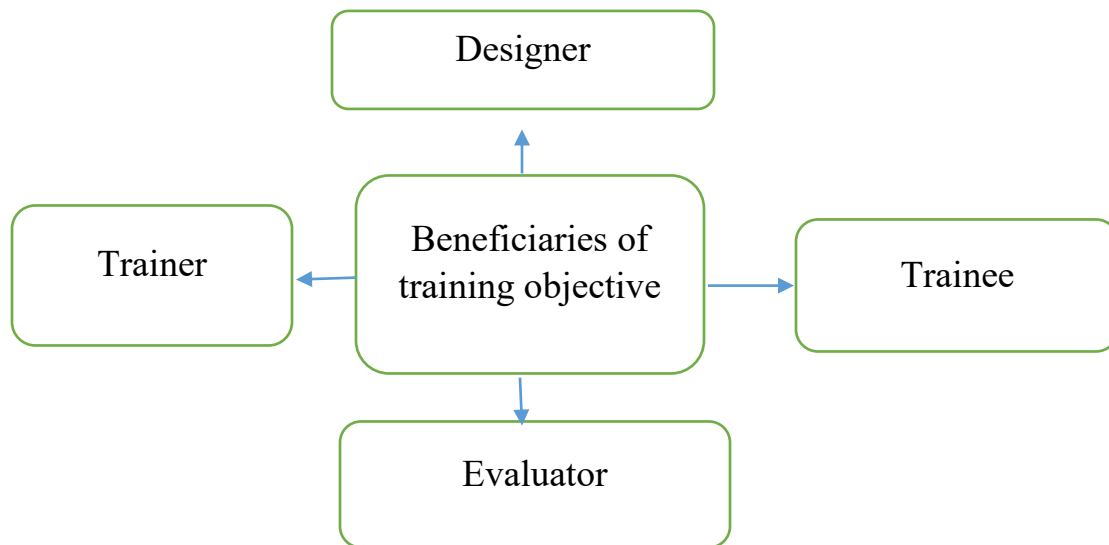 Designer
Trainer
Beneficiaries of
training objective
Trainee
Evaluator